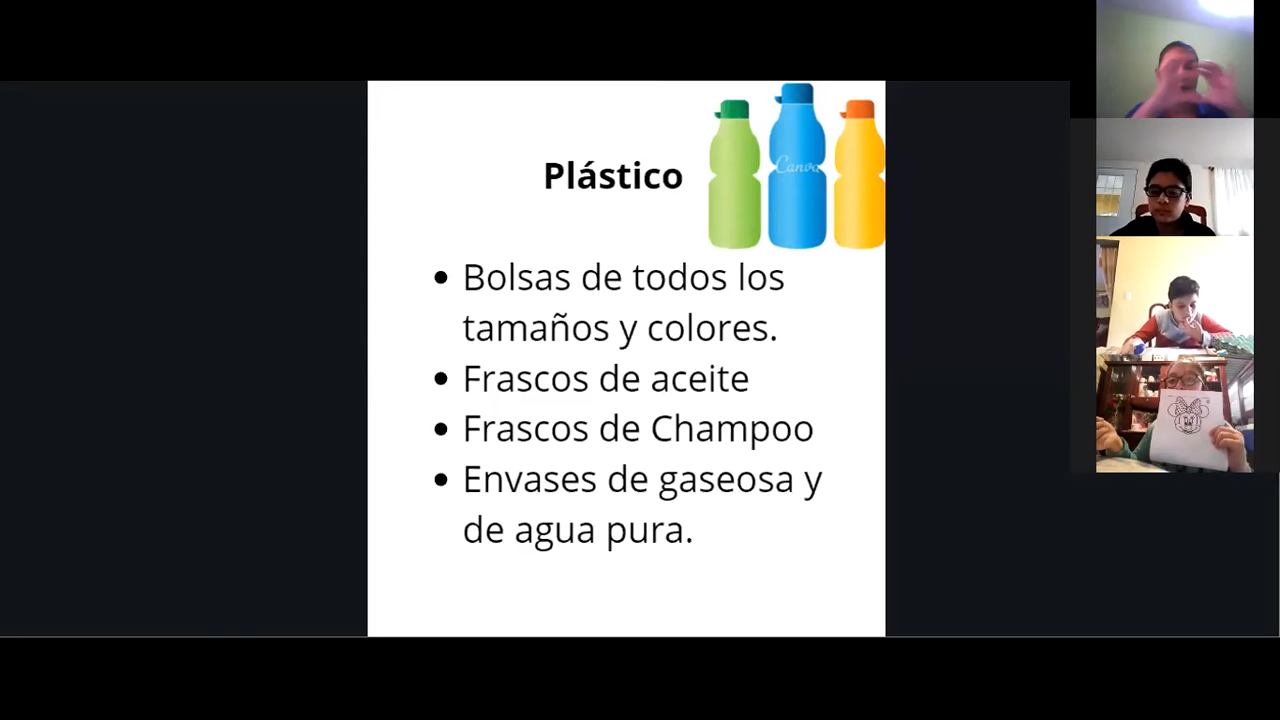 Plástico
Canva
Bolsas de todos los
tamaños y colores.
Frascos de aceite
Frascos de Champoo
Envases de gaseosa y
de agua pura.